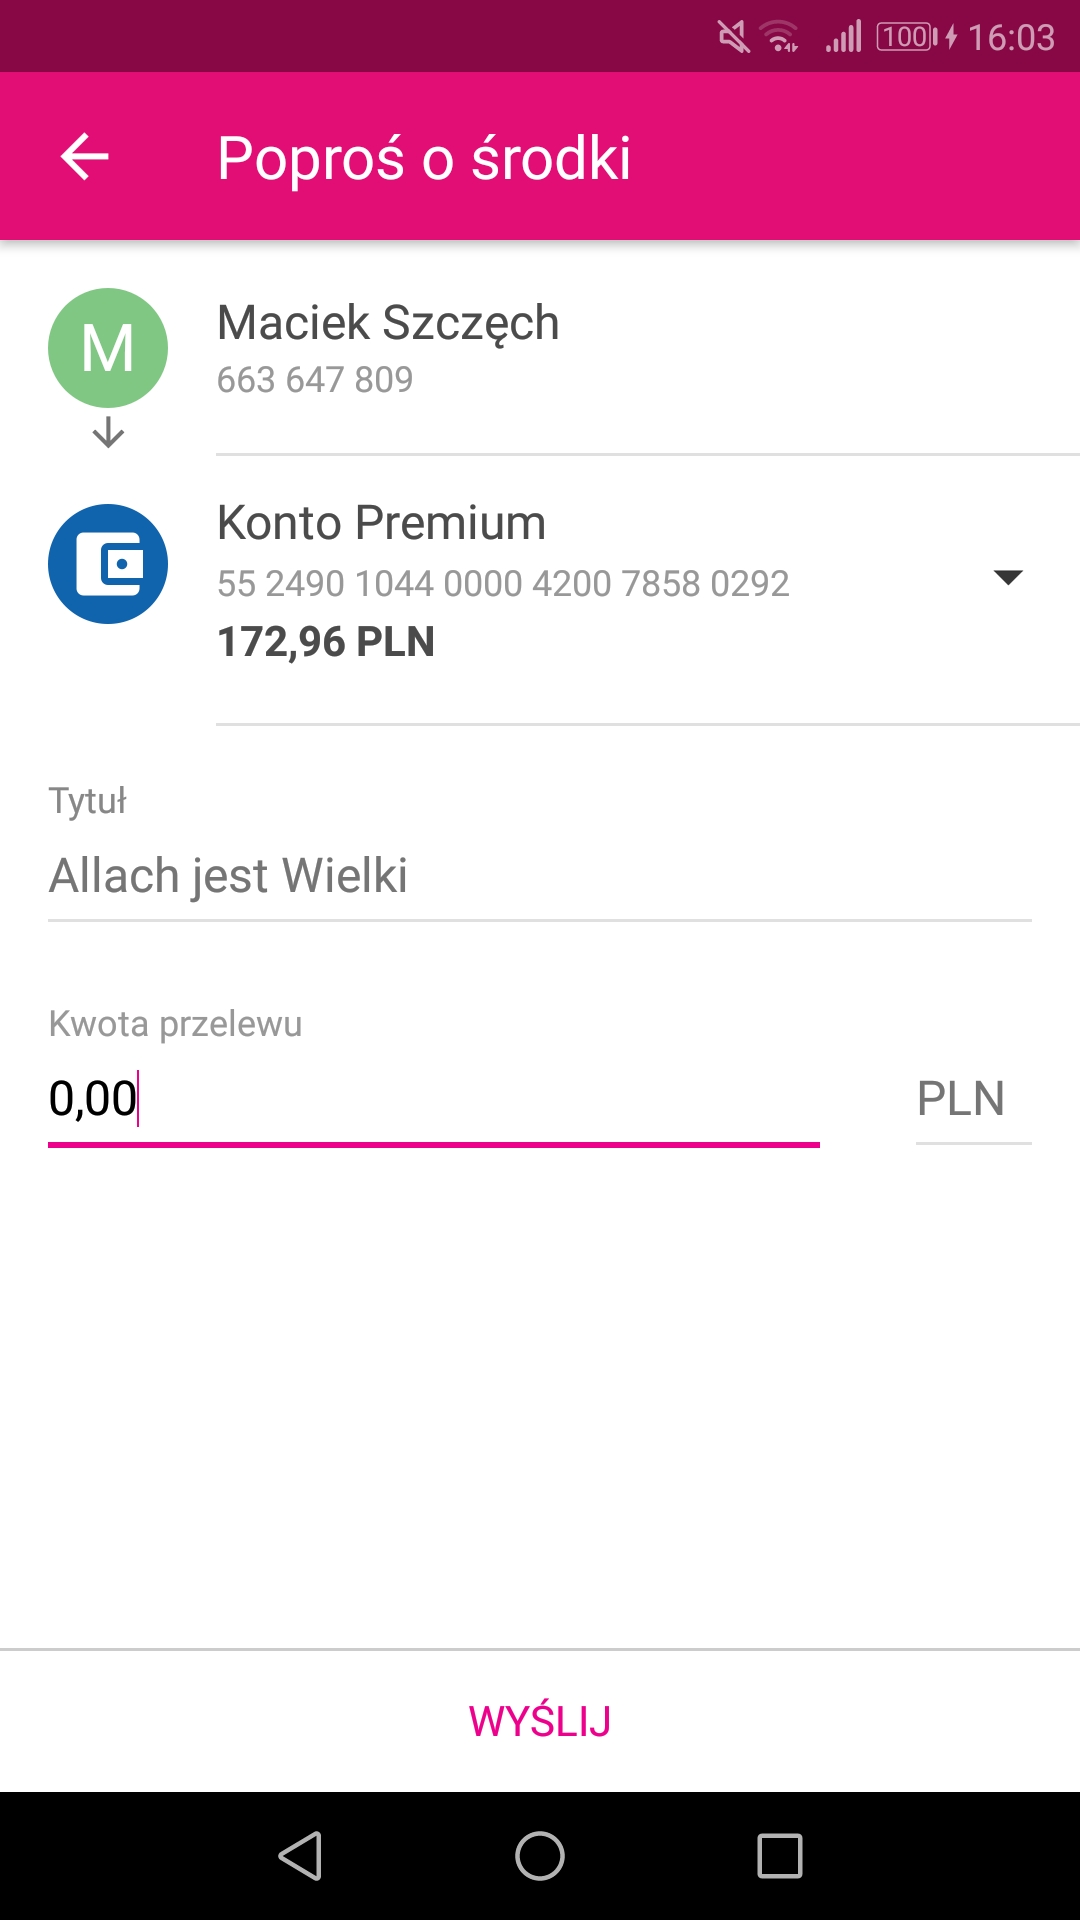 100 16:03
Poproś o środki
M
Maciek Szczęch
663 647 809
Konto Premium
55 2490 1044 0000 4200 7858 0292
172,96 PLN
Tytuł
Allach jest Wielki
Kwota przelewu
0,00 PLN
WYŚLIJ